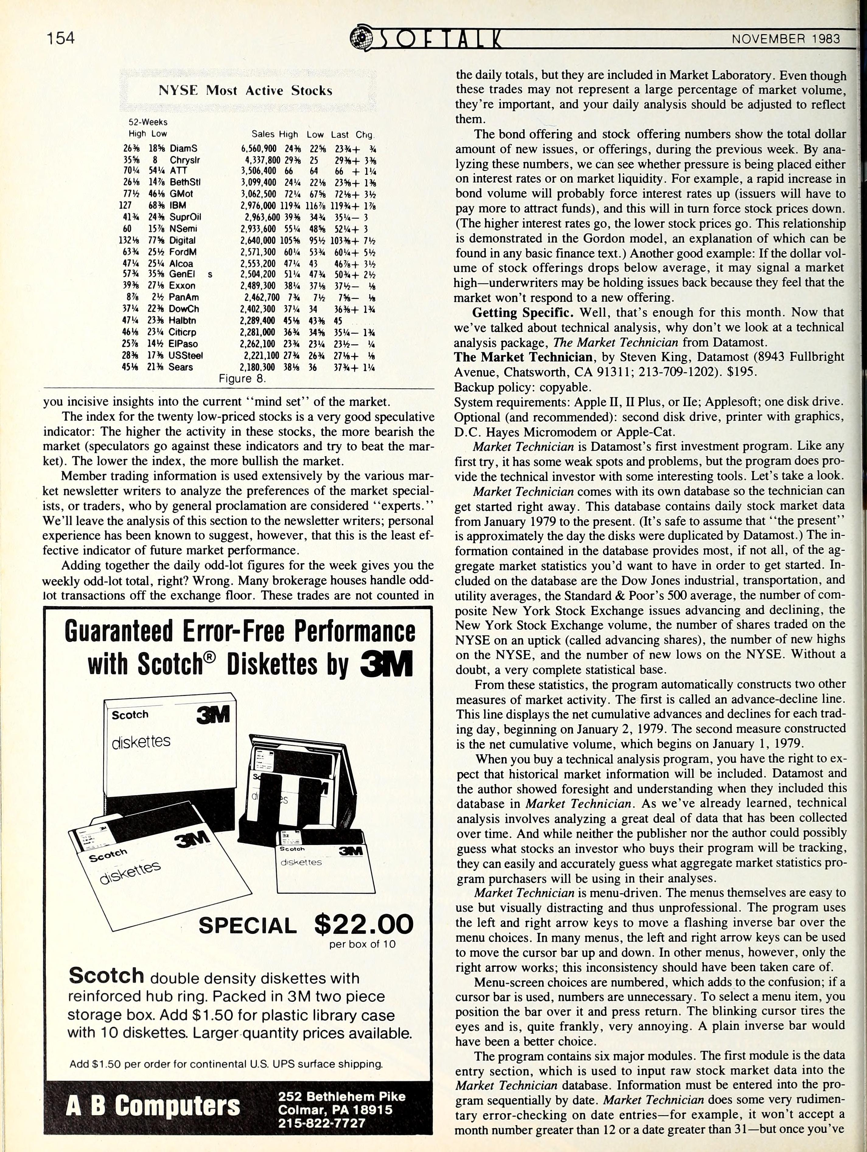 154
SOFTALK
NOVEMBER 1983
NYSE Most Active Stocks
52-Weeks
High Low Sales High Low Last Chg.
26⅜ 18⅝ DiamS 6,560,900 24⅜ 22⅝ 23¾+ ¾
35⅝ 8 Chryslr 4,337,800 29⅜ 25 29⅜+ 3⅜
70¼ 54¼ ATT 3,506,400 66 64 66 + 1¼
26⅛ 14⅞ BethStl 3,099,400 24¼ 22⅛ 23⅝+ 1⅜
77½ 46⅛ GMot 3,062,500 72¼ 67⅝ 72⅛+ 3½
127 68⅜ IBM 2,976,000 119¾ 116⅞ 119¾+ 1⅞
41¾ 24⅜ SuprOil 2,963,600 39⅜ 34¾ 35¼− 3
60 15⅞ NSemi 2,933,600 55¼ 48⅝ 52¼+ 3
132⅛ 77⅝ Digital 2,640,000 105⅝ 95½ 103⅜+ 7½
63¾ 25½ FordM 2,571,300 60¼ 53¾ 60¼+ 5½
47¼ 25¼ Alcoa 2,553,200 47¼ 43 46⅞+ 3½
57¾ 35⅝ GenEl s 2,504,200 51¼ 47¾ 50¾+ 2½
39⅜ 27⅛ Exxon 2,489,300 38¼ 37⅛ 37½− ⅛
8⅞ 2½ PanAm 2,462,700 7¾ 7½ 7⅝− ⅛
37¼ 22⅜ DowCh 2,402,300 37¼ 34 36⅜+ 1¾
47¼ 23⅜ Halbtn 2,289,400 45⅛ 43⅜ 45
46⅛ 23¼ Citicrp 2,281,000 36¾ 34⅝ 35¼− 1¾
25⅞ 14½ ElPaso 2,262,100 23¾ 23¼ 23½− ¼
28⅜ 17⅜ USSteel 2,221,100 27¾ 26¾ 27⅛+ ⅛
45⅛ 21⅜ Sears 2,180,300 38⅛ 36 37¾+ 1¼
Figure 8.
you incisive insights into the current "mind set" of the market.
The index for the twenty low-priced stocks is a very good speculative
indicator: The higher the activity in these stocks, the more bearish the
market (speculators go against these indicators and try to beat the mar-
ket). The lower the index, the more bullish the market.
Member trading information is used extensively by the various mar-
ket newsletter writers to analyze the preferences of the market special-
ists, or traders, who by general proclamation are considered "experts."
We'll leave the analysis of this section to the newsletter writers; personal
experience has been known to suggest, however, that this is the least ef-
fective indicator of future market performance.
Adding together the daily odd-lot figures for the week gives you the
weekly odd-lot total, right? Wrong. Many brokerage houses handle odd-
lot transactions off the exchange floor. These trades are not counted in
Guaranteed Error-Free Performance
with Scotch® Diskettes by 3M
Scotch 3M
diskettes
Scotch 3M
diskettes
Scotch 3M
diskettes
SPECIAL $22.00
per box of 10
Scotch double density diskettes with
reinforced hub ring. Packed in 3M two piece
storage box. Add $1.50 for plastic library case
with 10 diskettes. Larger quantity prices available.
Add $1.50 per order for continental U.S. UPS surface shipping.
A B Computers
252 Bethlehem Pike
Colmar, PA 18915
215-822-7727
the daily totals, but they are included in Market Laboratory. Even though
these trades may not represent a large percentage of market volume,
they're important, and your daily analysis should be adjusted to reflect
them.
The bond offering and stock offering numbers show the total dollar
amount of new issues, or offerings, during the previous week. By ana-
lyzing these numbers, we can see whether pressure is being placed either
on interest rates or on market liquidity. For example, a rapid increase in
bond volume will probably force interest rates up (issuers will have to
pay more to attract funds), and this will in turn force stock prices down.
(The higher interest rates go, the lower stock prices go. This relationship
is demonstrated in the Gordon model, an explanation of which can be
found in any basic finance text.) Another good example: If the dollar vol-
ume of stock offerings drops below average, it may signal a market
high—underwriters may be holding issues back because they feel that the
market won't respond to a new offering.
Getting Specific. Well, that's enough for this month. Now that
we've talked about technical analysis, why don't we look at a technical
analysis package, The Market Technician from Datamost.
The Market Technician, by Steven King, Datamost (8943 Fullbright
Avenue, Chatsworth, CA 91311; 213-709-1202). $195.
Backup policy: copyable.
System requirements: Apple II, II Plus, or IIe; Applesoft; one disk drive.
Optional (and recommended): second disk drive, printer with graphics,
D.C. Hayes Micromodem or Apple-Cat.
Market Technician is Datamost's first investment program. Like any
first try, it has some weak spots and problems, but the program does pro-
vide the technical investor with some interesting tools. Let's take a look.
Market Technician comes with its own database so the technician can
get started right away. This database contains daily stock market data
from January 1979 to the present. (It's safe to assume that "the present"
is approximately the day the disks were duplicated by Datamost.) The in-
formation contained in the database provides most, if not all, of the ag-
gregate market statistics you'd want to have in order to get started. In-
cluded on the database are the Dow Jones industrial, transportation, and
utility averages, the Standard & Poor's 500 average, the number of com-
posite New York Stock Exchange issues advancing and declining, the
New York Stock Exchange volume, the number of shares traded on the
NYSE on an uptick (called advancing shares), the number of new highs
on the NYSE, and the number of new lows on the NYSE. Without a
doubt, a very complete statistical base.
From these statistics, the program automatically constructs two other
measures of market activity. The first is called an advance-decline line.
This line displays the net cumulative advances and declines for each trad-
ing day, beginning on January 2, 1979. The second measure constructed
is the net cumulative volume, which begins on January 1, 1979.
When you buy a technical analysis program, you have the right to ex-
pect that historical market information will be included. Datamost and
the author showed foresight and understanding when they included this
database in Market Technician. As we've already learned, technical
analysis involves analyzing a great deal of data that has been collected
over time. And while neither the publisher nor the author could possibly
guess what stocks an investor who buys their program will be tracking,
they can easily and accurately guess what aggregate market statistics pro-
gram purchasers will be using in their analyses.
Market Technician is menu-driven. The menus themselves are easy to
use but visually distracting and thus unprofessional. The program uses
the left and right arrow keys to move a flashing inverse bar over the
menu choices. In many menus, the left and right arrow keys can be used
to move the cursor bar up and down. In other menus, however, only the
right arrow works; this inconsistency should have been taken care of.
Menu-screen choices are numbered, which adds to the confusion; if a
cursor bar is used, numbers are unnecessary. To select a menu item, you
position the bar over it and press return. The blinking cursor tires the
eyes and is, quite frankly, very annoying. A plain inverse bar would
have been a better choice.
The program contains six major modules. The first module is the data
entry section, which is used to input raw stock market data into the
Market Technician database. Information must be entered into the pro-
gram sequentially by date. Market Technician does some very rudimen-
tary error-checking on date entries—for example, it won't accept a
month number greater than 12 or a date greater than 31—but once you've